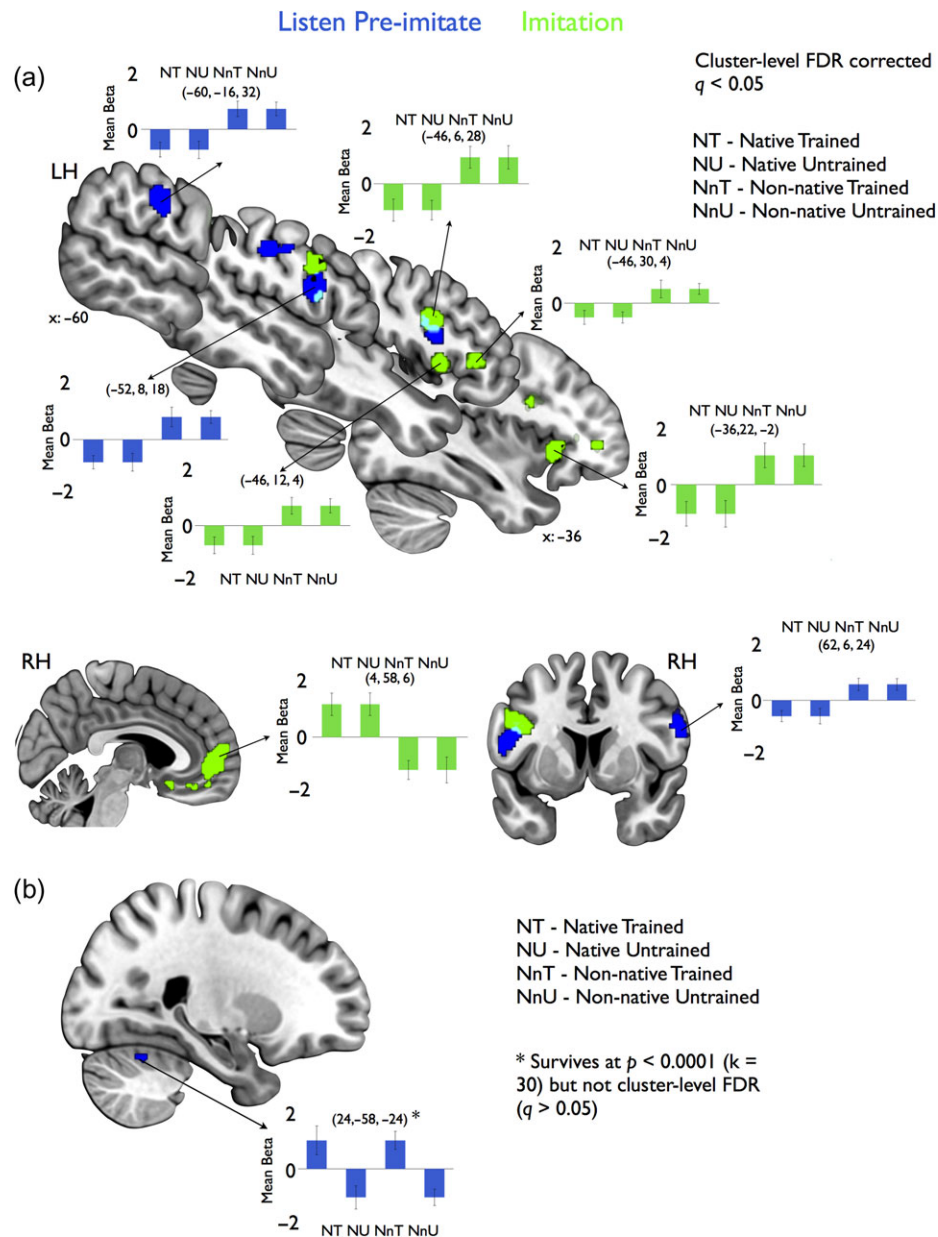 Listen Pre-imitate Imitation
(a)
Cluster-level FDR corrected
q < 0.05
NT - Native Trained
NU - Native Untrained
NnT - Non-native Trained
NnU - Non-native Untrained
2
NT NU NnT NnU
(-60, -16, 32)
Mean Beta
0
-2
LH
2
NT NU NnT NnU
(-46, 6, 28)
Mean Beta
0
-2
2
NT NU NnT NnU
(-46, 30, 4)
Mean Beta
0
-2
x: -60
(-52, 8, 18)
2
Mean Beta
0
-2
(-46, 12, 4)
2
Mean Beta
0
-2
NT NU NnT NnU
2
NT NU NnT NnU
(-36,22, -2)
Mean Beta
0
-2
x: -36
RH
2
NT NU NnT NnU
(4, 58, 6)
Mean Beta
0
-2
RH
2
NT NU NnT NnU
(62, 6, 24)
Mean Beta
0
-2
(b)
NT - Native Trained
NU - Native Untrained
NnT - Non-native Trained
NnU - Non-native Untrained
* Survives at p < 0.0001 (k =
30) but not cluster-level FDR
(q > 0.05)
2
(24,-58, -24) *
Mean Beta
0
-2
NT NU NnT NnU